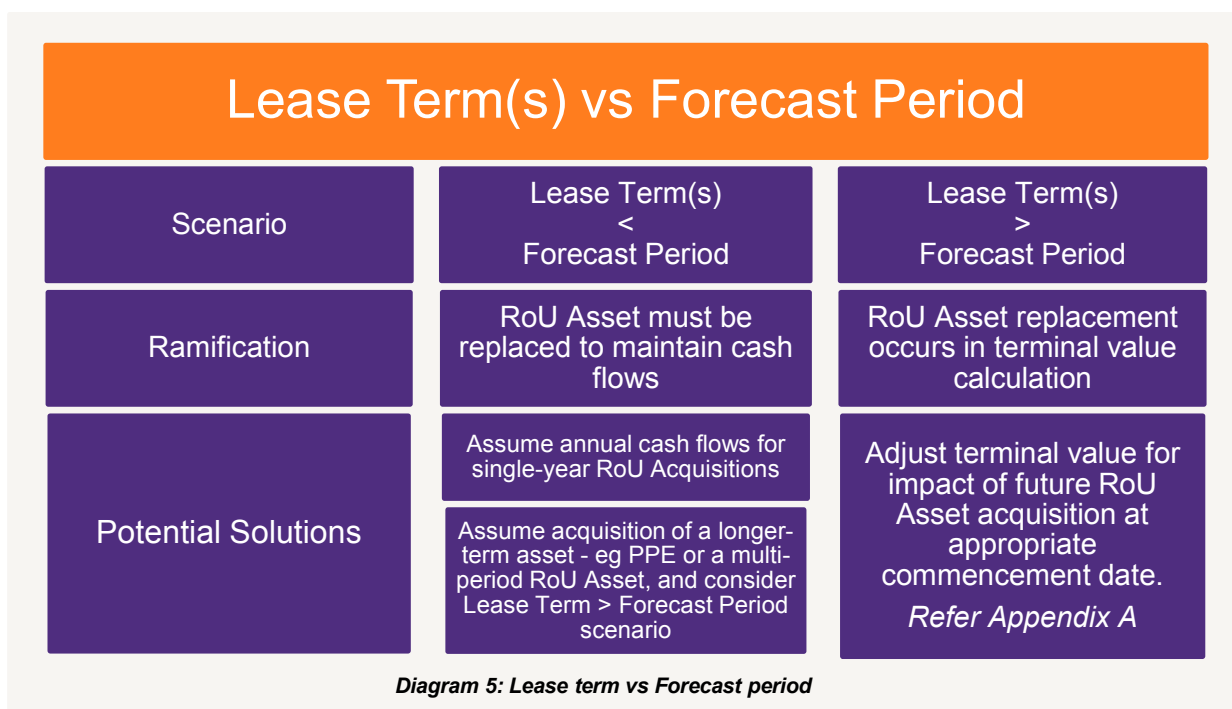 Lease Term(s) vs Forecast Period
Scenario
Lease Term(s)
<
Forecast Period
Lease Term(s)
>
Forecast Period
Ramification
RoU Asset must be
replaced to maintain cash
flows
RoU Asset replacement
occurs in terminal value
calculation
Potential Solutions
Assume annual cash flows for
single-year RoU Acquisitions
Assume acquisition of a longer-
term asset - eg PPE or a multi-
period RoU Asset, and consider
Lease Term > Forecast Period
scenario
Adjust terminal value for
impact of future RoU
Asset acquisition at
appropriate
commencement date.
Refer Appendix A
Diagram 5: Lease term vs Forecast period